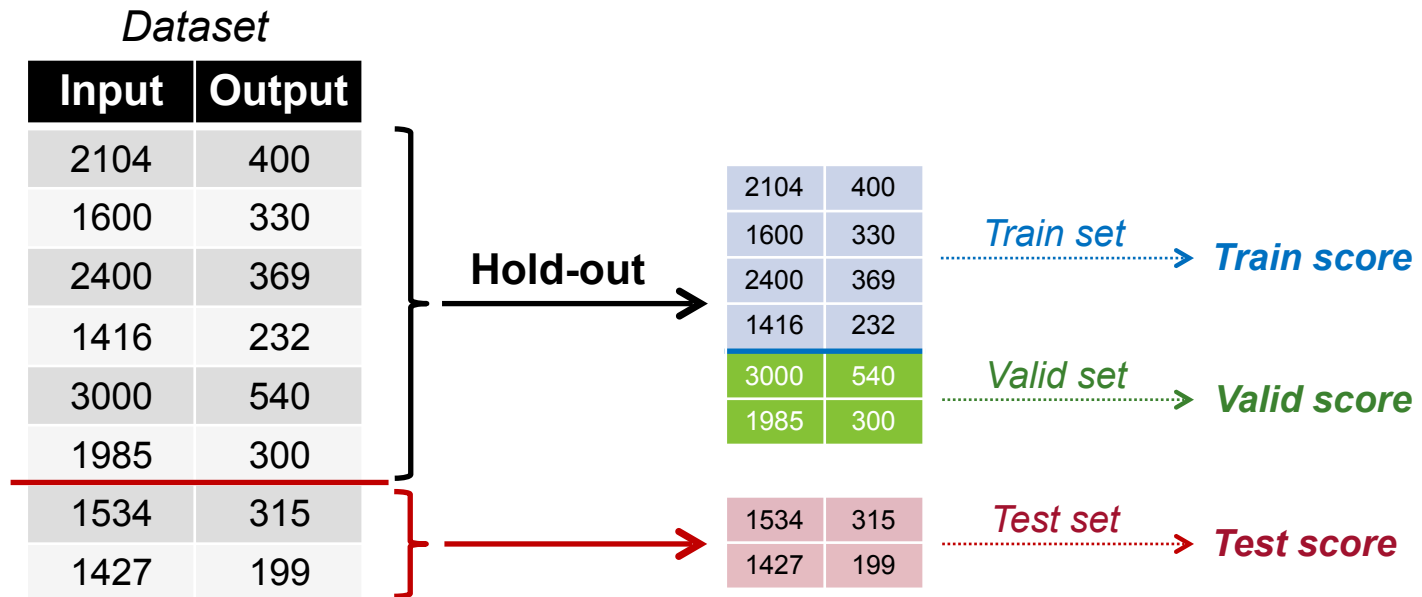 Dataset
Input Output
2104 400
1600 330
2400 369
1416 232
3000 540
1985 300
1534 315
1427 199
Hold-out
2104 400
1600 330
2400 369
1416 232
3000 540
1985 300
Train set
Train score
Valid set
Valid score
1534 315
1427 199
Test set
Test score